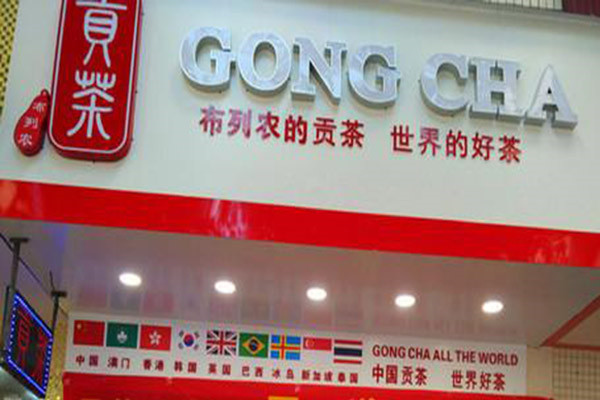 貢茶
布列农
GONG CHA
布列农的贡茶 世界的好茶
中国 澳门 香港 韩国 英国 巴西 冰岛 新加坡 泰国
GONG CHA ALL THE WORLD
中国贡茶 世界好茶